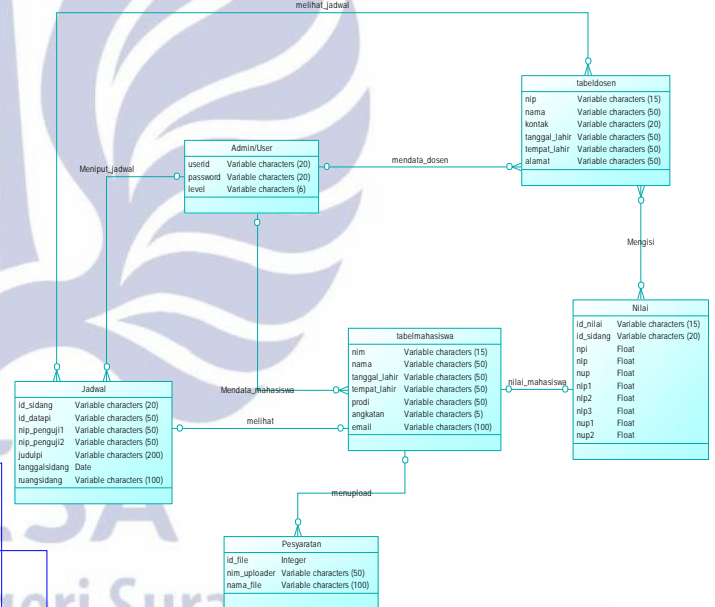 melihat_jadwal
tabeldosen
nip Variable characters (15)
nama Variable characters (50)
kontak Variable characters (20)
tanggal_lahir Variable characters (50)
tempat_lahir Variable characters (50)
alamat Variable characters (50)
Admin/User
userid Variable characters (20)
password Variable characters (20)
level Variable characters (6)
mendata_dosen
Meniput_jadwal
Mengisi
Nilai
id_nilai Variable characters (15)
id_sidang Variable characters (20)
npi Float
nlp Float
nup Float
nlp1 Float
nlp2 Float
nlp3 Float
nup1 Float
nup2 Float
tabelmahasiswa
nim Variable characters (15)
nama Variable characters (50)
tanggal_lahir Variable characters (50)
tempat_lahir Variable characters (50)
prodi Variable characters (50)
angkatan Variable characters (5)
email Variable characters (100)
nilai_mahasiswa
Mendata_mahasiswa
Jadwal
id_sidang Variable characters (20)
id_datapi Variable characters (50)
nip_penguji1 Variable characters (50)
nip_penguji2 Variable characters (50)
judulpi Variable characters (200)
tanggalsidang Date
ruangsidang Variable characters (100)
melihat
menupload
Pesyaratan
id_file Integer
nim_uploader Variable characters (50)
nama_file Variable characters (100)
ESA
geri Sura